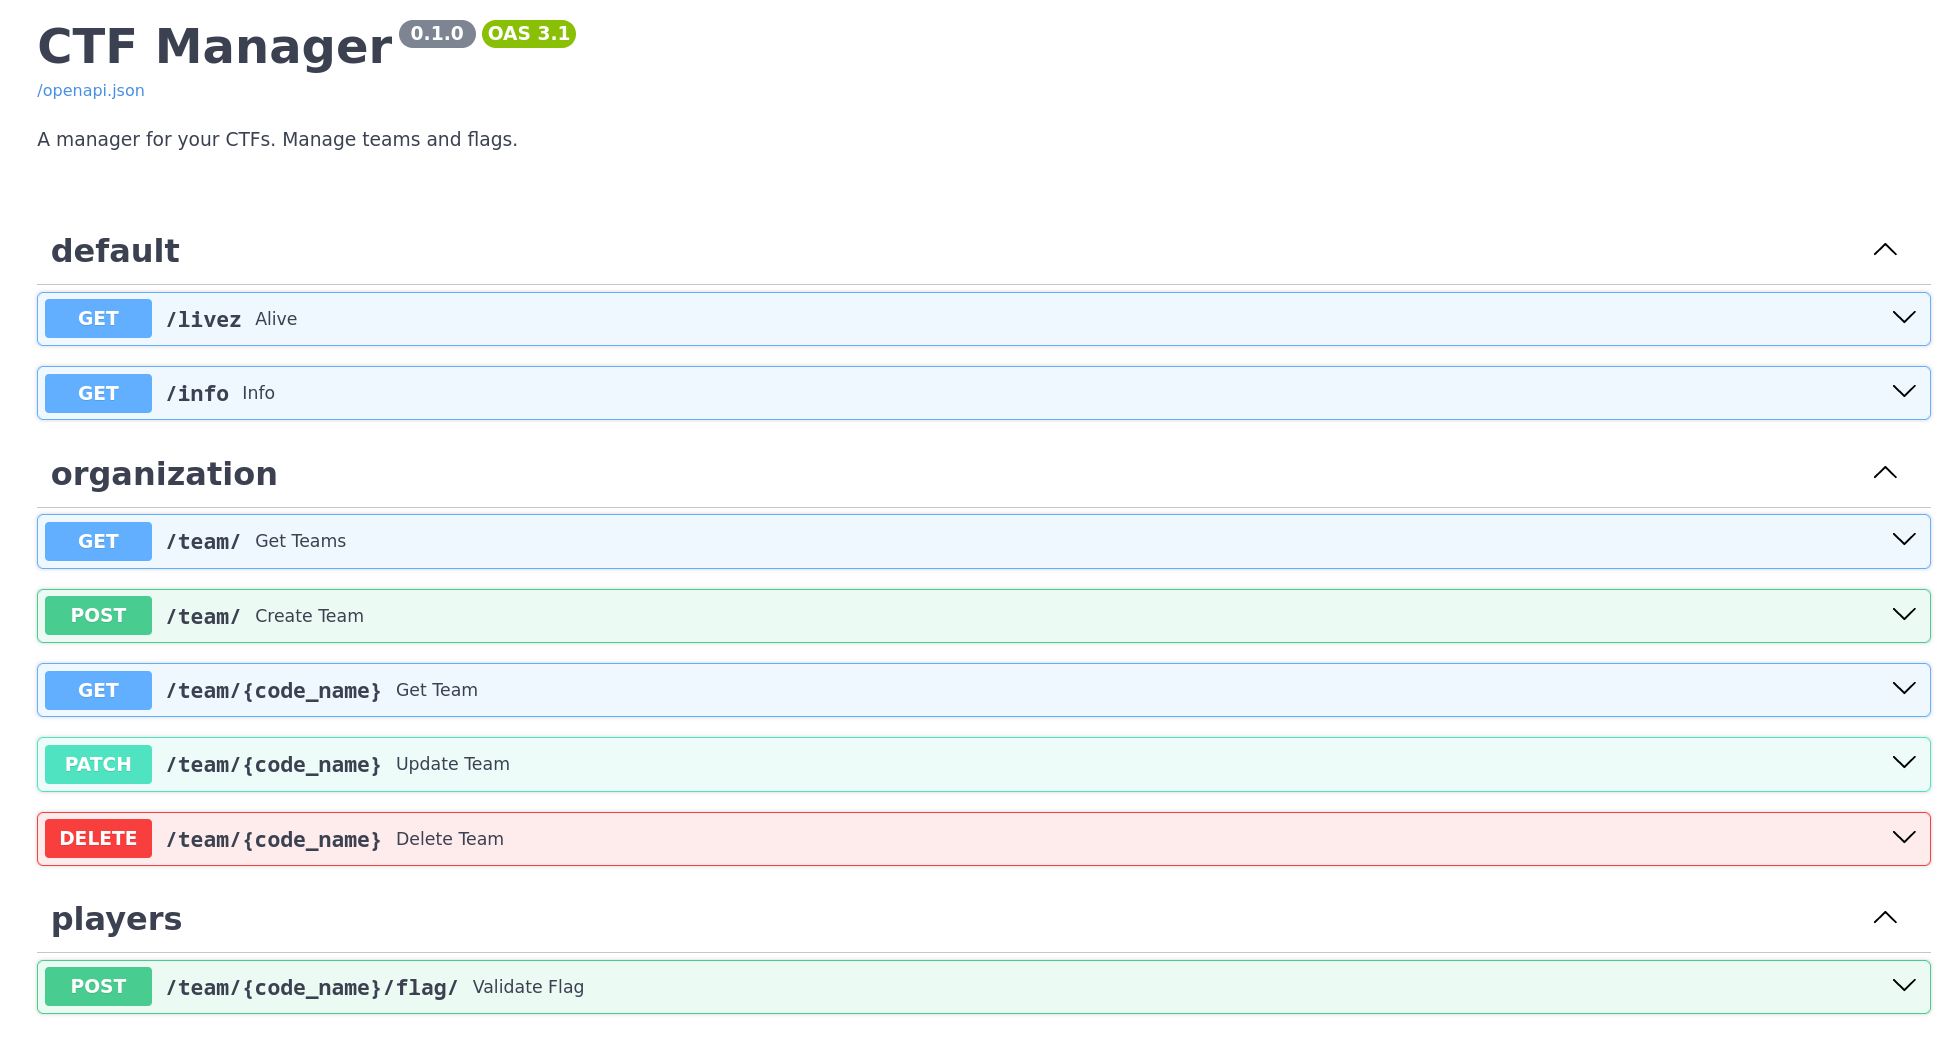 CTF Manager 0.1.0 OAS 3.1
/openapi.json
A manager for your CTFs. Manage teams and flags.
default
GET /livez Alive
GET /info Info
organization
GET /team/ Get Teams
POST /team/ Create Team
GET /team/{code_name} Get Team
PATCH /team/{code_name} Update Team
DELETE /team/{code_name} Delete Team
players
POST /team/{code_name}/flag/ Validate Flag